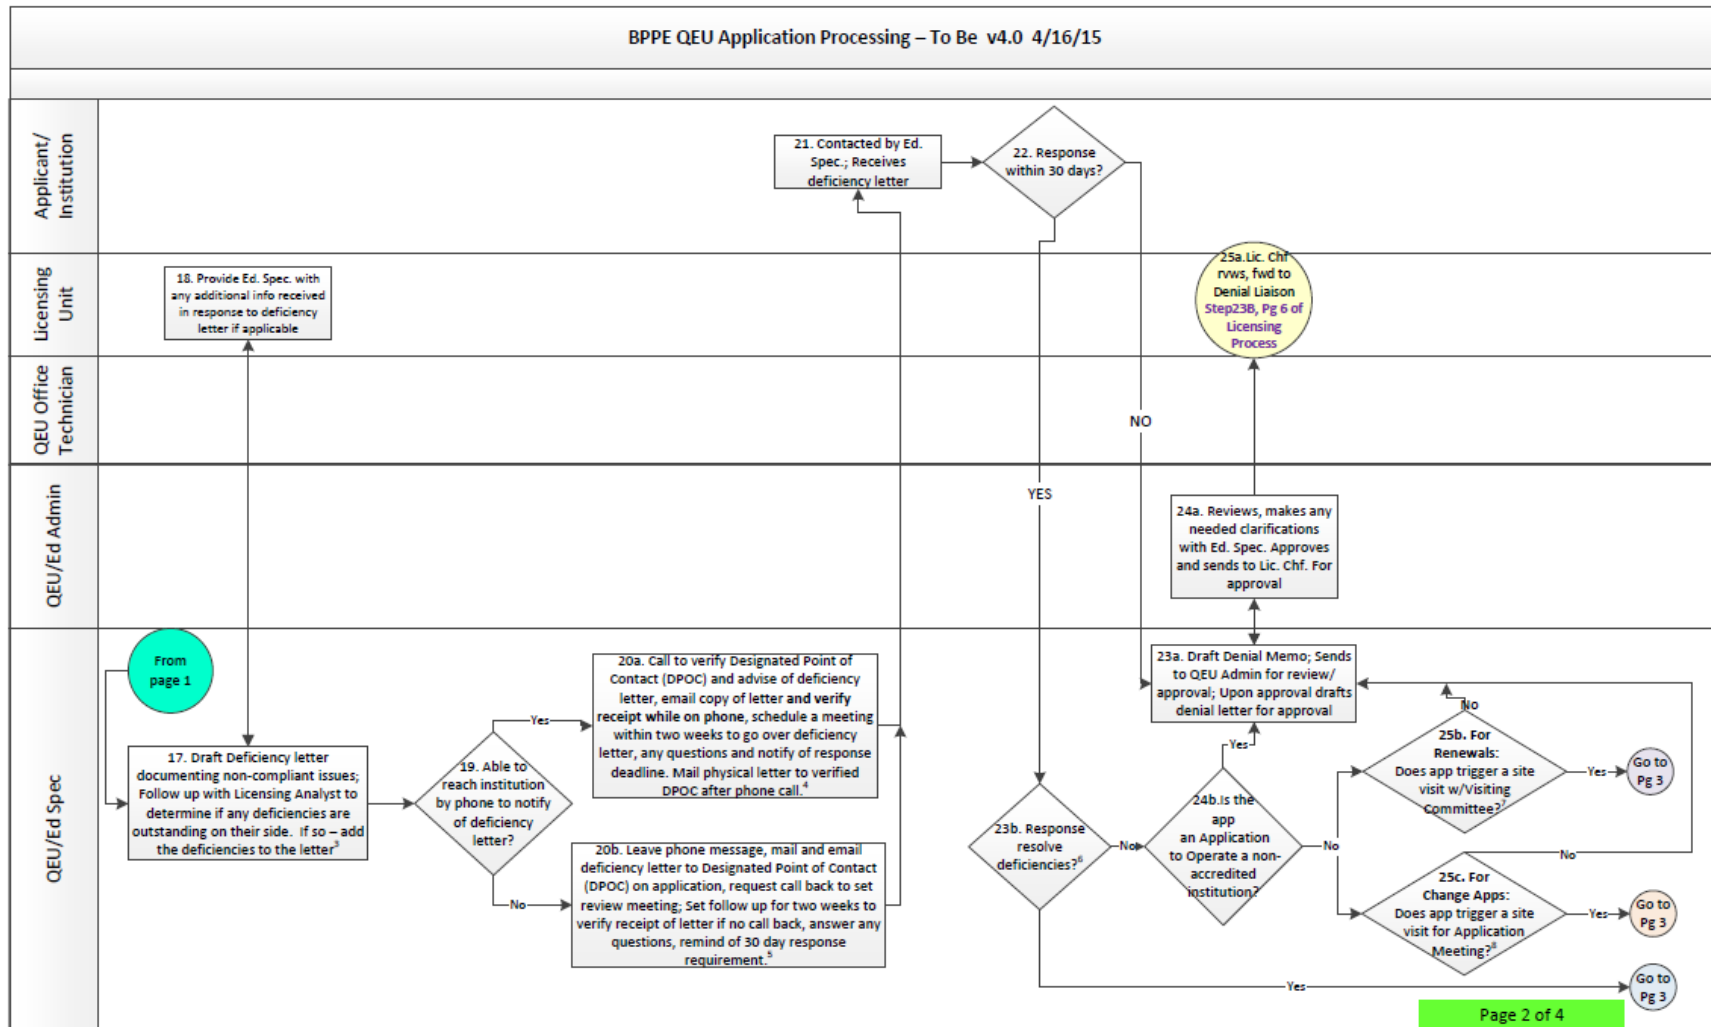 BPPE QEU Application Processing – To Be  v4.0  4/16/15
Applicant/
Institution
21. Contacted by Ed.
Spec.; Receives
deficiency letter
22. Response
within 30 days?
Licensing
Unit
18. Provide Ed. Spec. with
any additional info received
in response to deficiency
letter if applicable
25a.Lic. Chf
rvws, fwd to
Denial Liaison
Step23B, Pg 6 of
Licensing
Process
QEU Office
Technician
NO
QEU/Ed Admin
YES
24a. Reviews, makes any
needed clarifications
with Ed. Spec. Approves
and sends to Lic. Chf. For
approval
QEU/Ed Spec
From
page 1
17. Draft Deficiency letter
documenting non-compliant issues;
Follow up with Licensing Analyst to
determine if any deficiencies are
outstanding on their side.  If so – add
the deficiencies to the letter3
19. Able to
reach institution
by phone to notify
of deficiency
letter?
Yes
No
20a. Call to verify Designated Point of
Contact (DPOC) and advise of deficiency
letter, email copy of letter and verify
receipt while on phone, schedule a meeting
within two weeks to go over deficiency
letter, any questions and notify of response
deadline. Mail physical letter to verified
DPOC after phone call.4
20b. Leave phone message, mail and email
deficiency letter to Designated Point of Contact
(DPOC) on application, request call back to set
review meeting; Set follow up for two weeks to
verify receipt of letter if no call back, answer any
questions, remind of 30 day response
requirement.5
23a. Draft Denial Memo; Sends
to QEU Admin for review/
approval; Upon approval drafts
denial letter for approval
23b. Response
resolve
deficiencies?6
No
Yes
24b.Is the
app
an Application
to Operate a non-
accredited
institution?
Yes
No
25b. For
Renewals:
Does app trigger a site
visit w/Visiting
Committee?7
No
Yes
Go to
Pg 3
25c. For
Change Apps:
Does app trigger a site
visit for Application
Meeting?8
No
Yes
Go to
Pg 3
Go to
Pg 3
Page 2 of 4